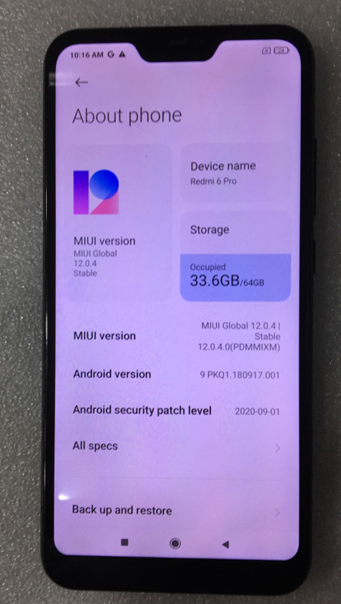 10:16 AM G
About phone
Device name
Redmi 6 Pro
MIUI version
MIUI Global
12.0.4
Stable
Storage
Occupied
33.6GB/64GB
MIUI version
MIUI Global 12.0.4 |
Stable
12.0.4.0(PDMMIXM)
Android version
9 PKQ1.180917.001
Android security patch level
2020-09-01
All specs
Back up and restore